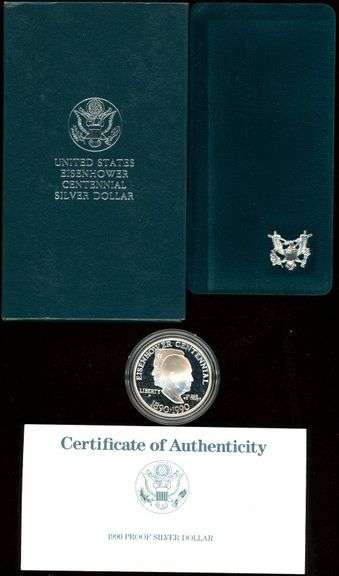 UNITED STATES
EISENHOWER
CENTENNIAL
SILVER DOLLAR
EISENHOWER CENTENNIAL
LIBERTY
1890-1990
Certificate of Authenticity
1990 PROOF SILVER DOLLAR